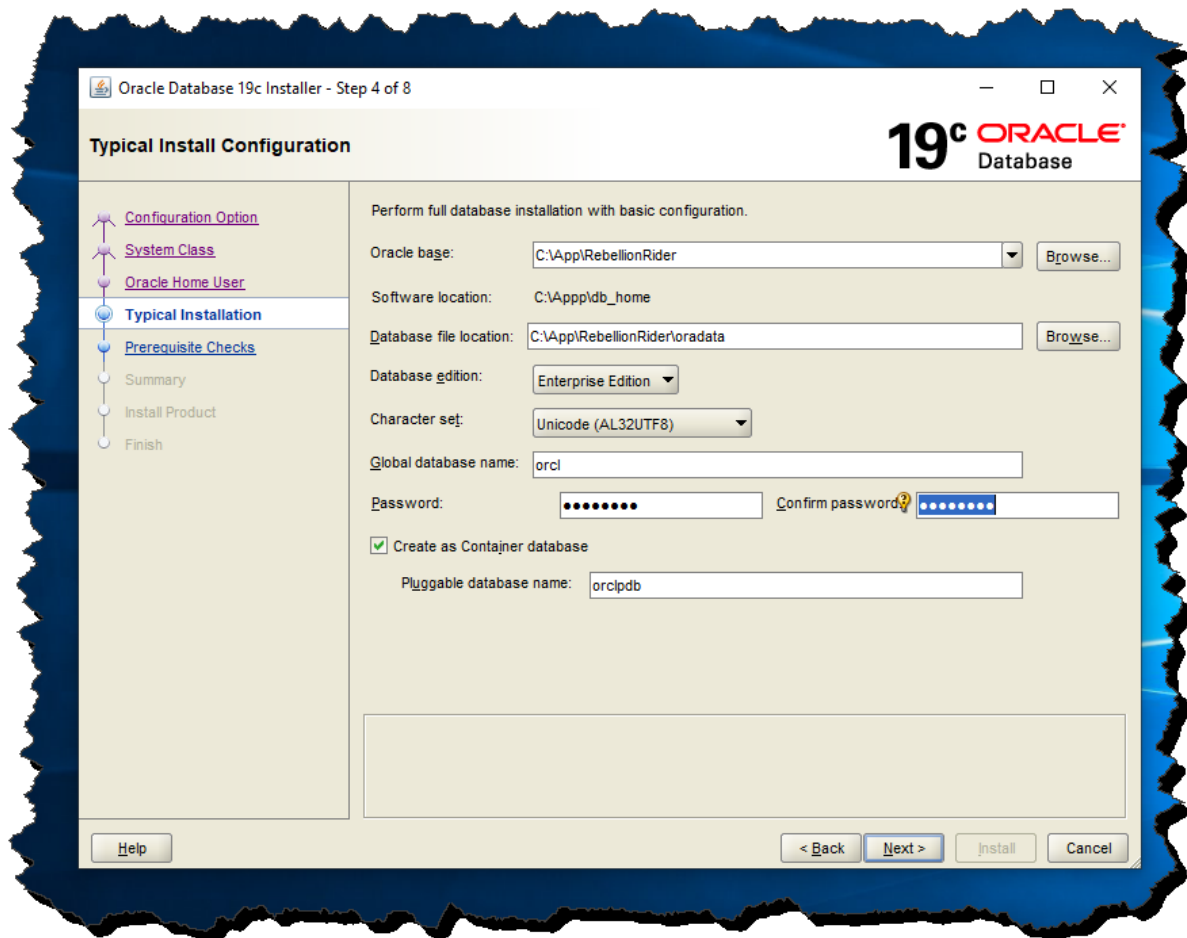 Oracle Database 19c Installer - Step 4 of 8
Typical Install Configuration
19c ORACLE Database
Configuration Option
System Class
Oracle Home User
Typical Installation
Prerequisite Checks
Summary
Install Product
Finish
Perform full database installation with basic configuration.
Oracle base: C:\App\RebellionRider Browse...
Software location: C:\Appp\db_home
Database file location: C:\App\RebellionRider\oradata Browse...
Database edition: Enterprise Edition
Character set: Unicode (AL32UTF8)
Global database name: orcl
Password: ●●●●●●●● Confirm password ●●●●●●●●
Create as Container database
Pluggable database name: orclpdb
Help < Back Next > Install Cancel